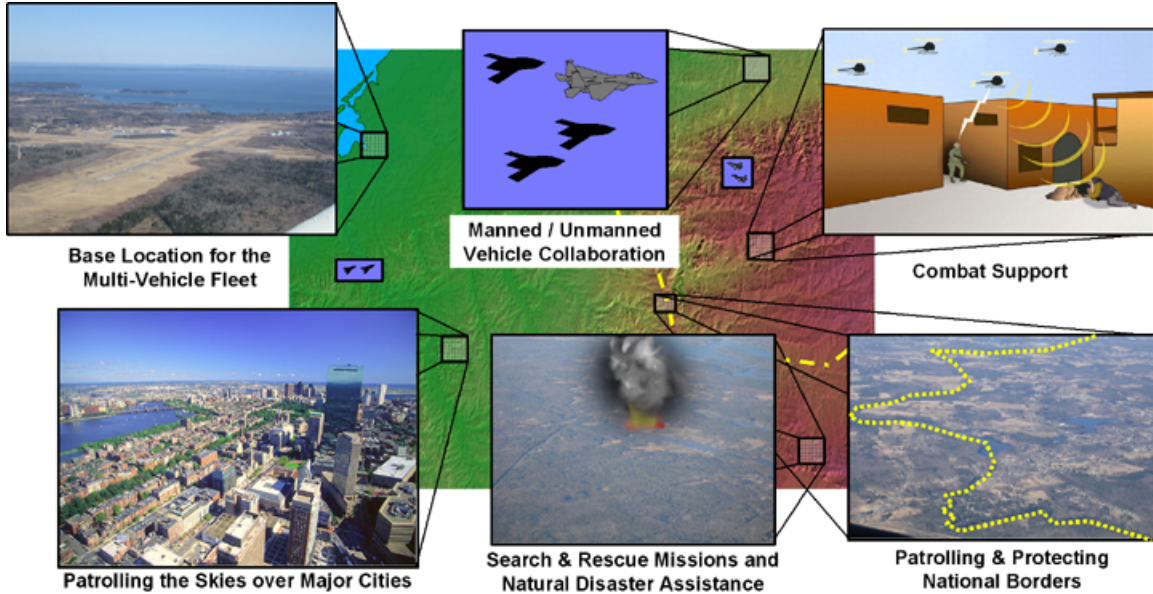 Manned / Unmanned
Vehicle Collaboration
Base Location for the
Multi-Vehicle Fleet
Combat Support
Patrolling the Skies over Major Cities
Search & Rescue Missions and
Natural Disaster Assistance
Patrolling & Protecting
National Borders